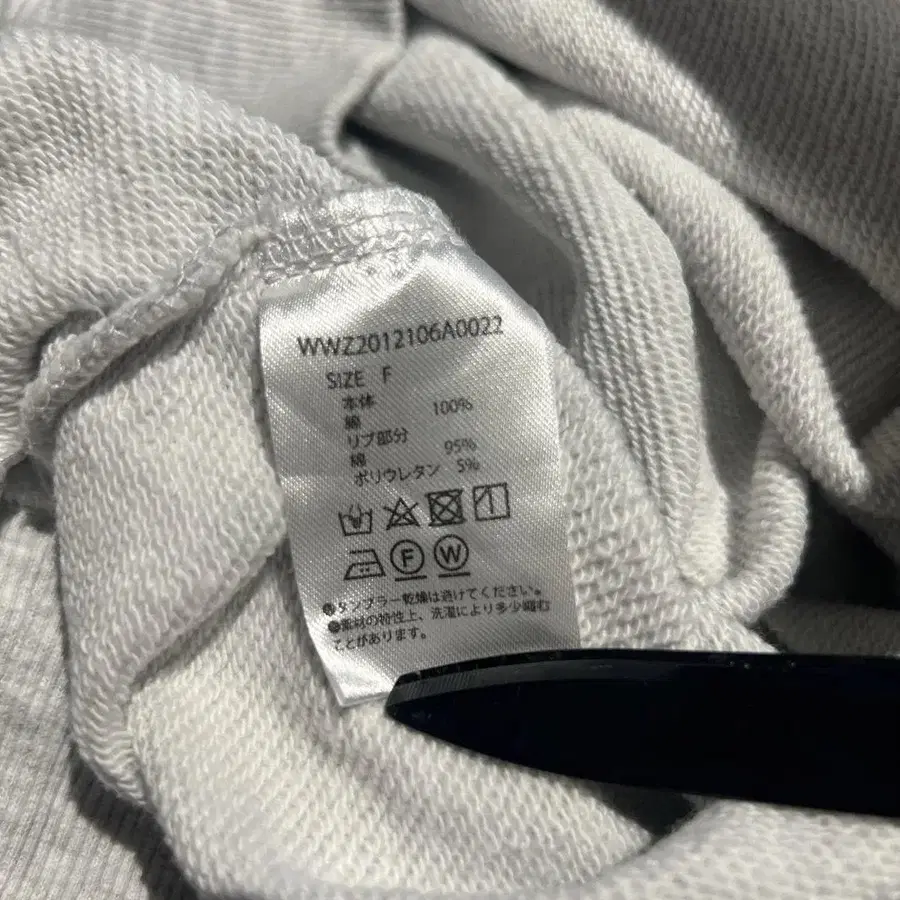 WWZ2012106A0022
SIZE F
本体
綿 100%
リブ部分
綿 95%
ポリウレタン 5%
F W
●タンブラー乾燥は避けてください。
●素材の特性上、洗濯により多少縮む
ことがあります。